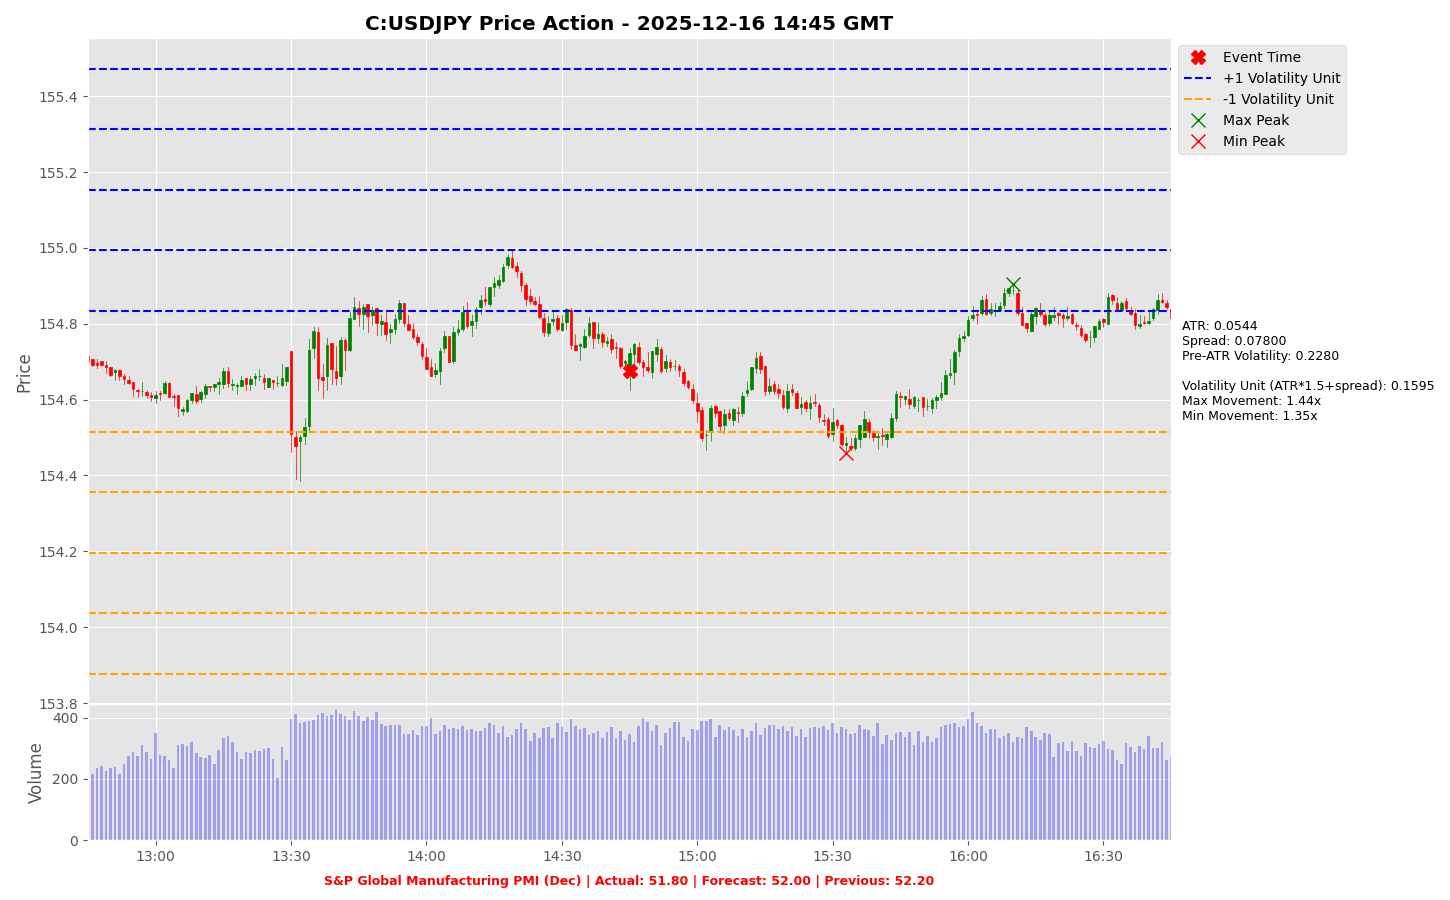 C:USDJPY Price Action - 2025-12-16 14:45 GMT
Event Time
+1 Volatility Unit
-1 Volatility Unit
Max Peak
Min Peak
155.4
155.2
155.0
154.8
154.6
154.4
154.2
154.0
153.8
Price
ATR: 0.0544
Spread: 0.07800
Pre-ATR Volatility: 0.2280
Volatility Unit (ATR*1.5+spread): 0.1595
Max Movement: 1.44x
Min Movement: 1.35x
400
200
0
Volume
13:00
13:30
14:00
14:30
15:00
15:30
16:00
16:30
S&P Global Manufacturing PMI (Dec) | Actual: 51.80 | Forecast: 52.00 | Previous: 52.20